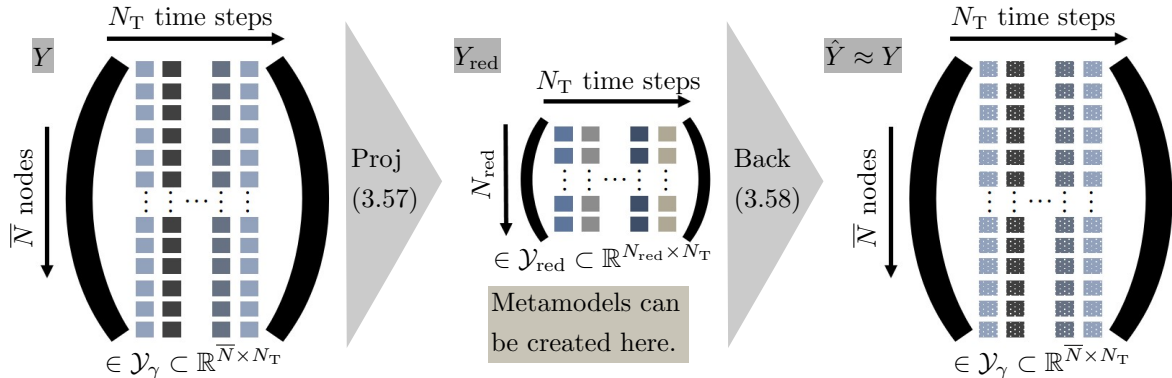 N_T time steps
Y
N̅ nodes
∈ 𝒴_γ ⊂ ℝ^{N̅×N_T}
Proj
(3.57)
Y_red
N_T time steps
N_red
∈ 𝒴_red ⊂ ℝ^{N_red×N_T}
Metamodels can
be created here.
Back
(3.58)
N_T time steps
Ŷ ≈ Y
N̅ nodes
∈ 𝒴_γ ⊂ ℝ^{N̅×N_T}